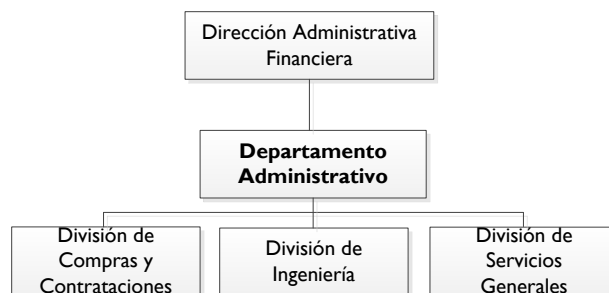 Dirección Administrativa
Financiera
Departamento
Administrativo
División de
Compras y
Contrataciones
División de
Ingeniería
División de
Servicios
Generales